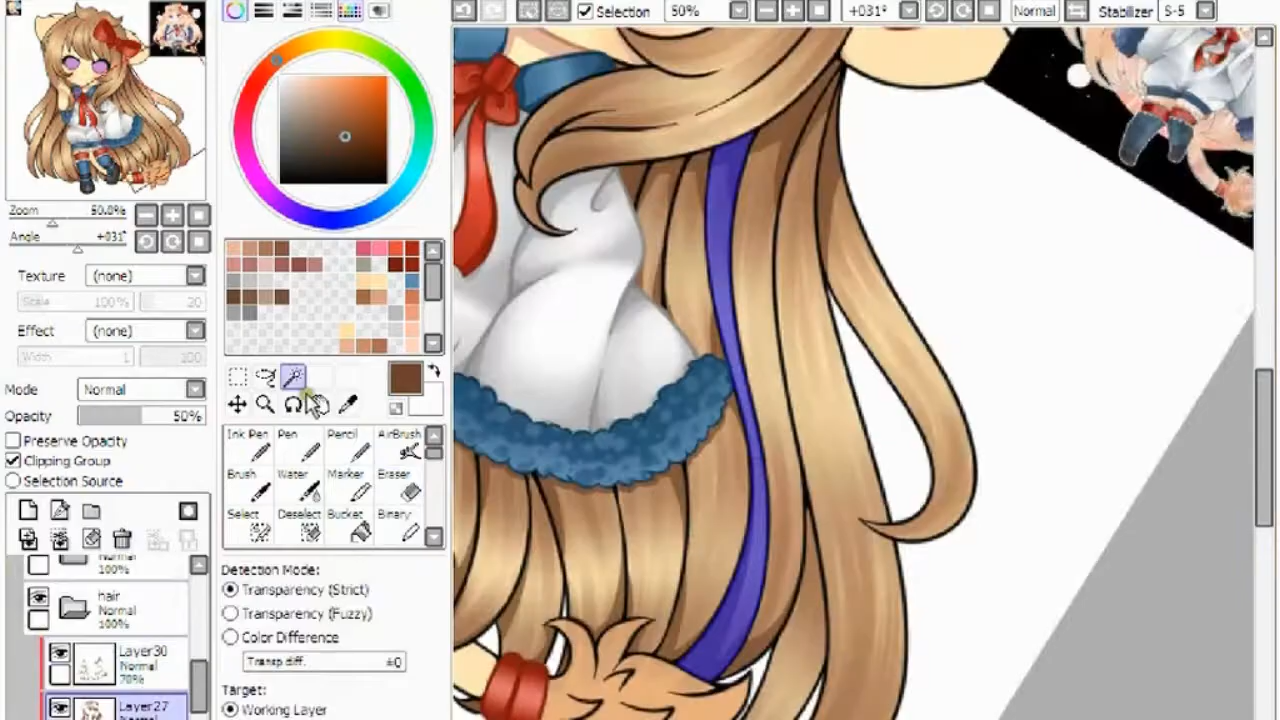 Selection 50% +031° Normal Stabilizer S-5
Zoom 50.0%
Angle +031°
Texture (none)
Scale 100% 20
Effect (none)
Width 1 100
Mode Normal
Opacity 50%
Preserve Opacity
Clipping Group
Selection Source
Normal
100%
hair
Normal
100%
Layer30
Normal
70%
Layer27
Normal
Ink Pen Pen Pencil AirBrush
Brush Water Marker Eraser
Select Deselect Bucket Binary
Detection Mode:
Transparency (Strict)
Transparency (Fuzzy)
Color Difference
Transp diff. ±0
Target:
Working Layer